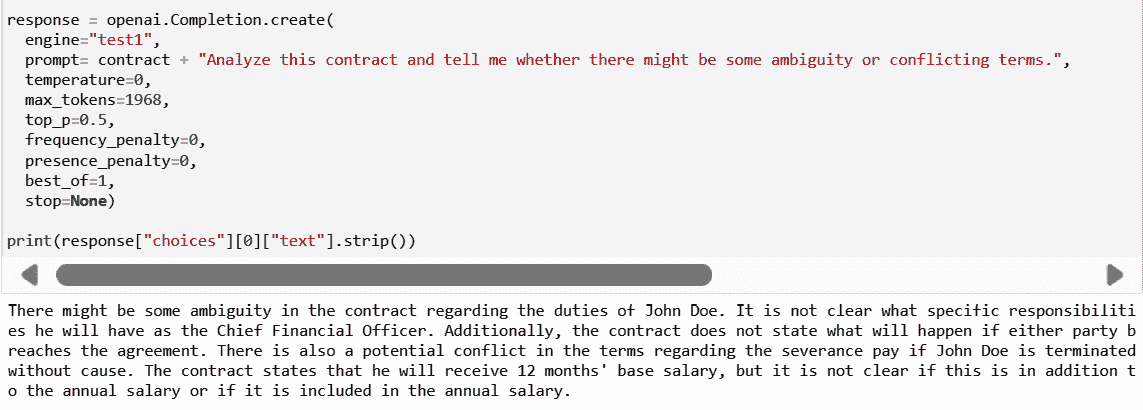 response = openai.Completion.create(
  engine="test1",
  prompt= contract + "Analyze this contract and tell me whether there might be some ambiguity or conflicting terms.",
  temperature=0,
  max_tokens=1968,
  top_p=0.5,
  frequency_penalty=0,
  presence_penalty=0,
  best_of=1,
  stop=None)
print(response["choices"][0]["text"].strip())
There might be some ambiguity in the contract regarding the duties of John Doe. It is not clear what specific responsibiliti
es he will have as the Chief Financial Officer. Additionally, the contract does not state what will happen if either party b
reaches the agreement. There is also a potential conflict in the terms regarding the severance pay if John Doe is terminated
without cause. The contract states that he will receive 12 months' base salary, but it is not clear if this is in addition t
o the annual salary or if it is included in the annual salary.